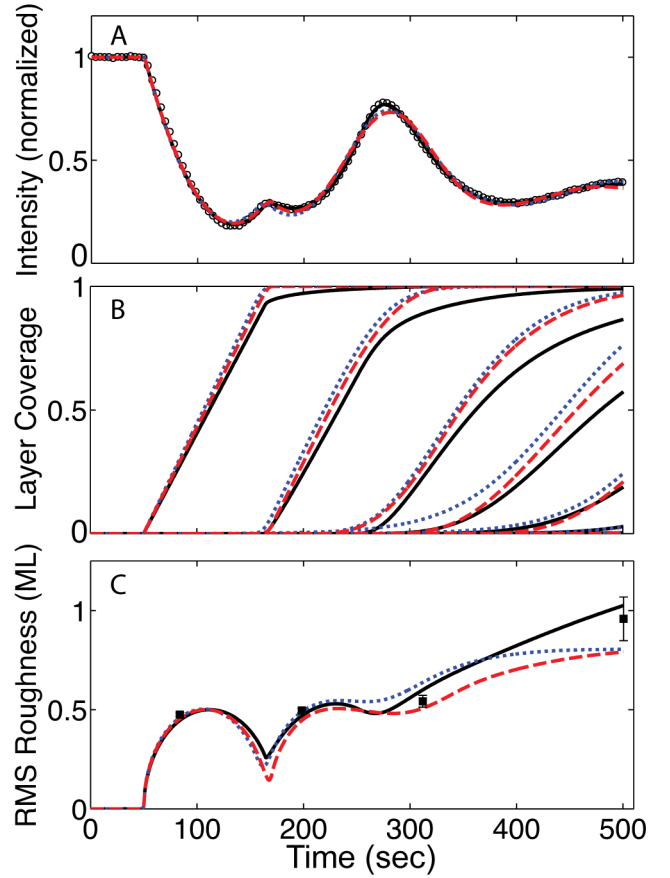 A
1
0.5
0
Intensity (normalized)
B
1
0.5
0
Layer Coverage
C
1
0.5
0
RMS Roughness (ML)
0 100 200 300 400 500
Time (sec)